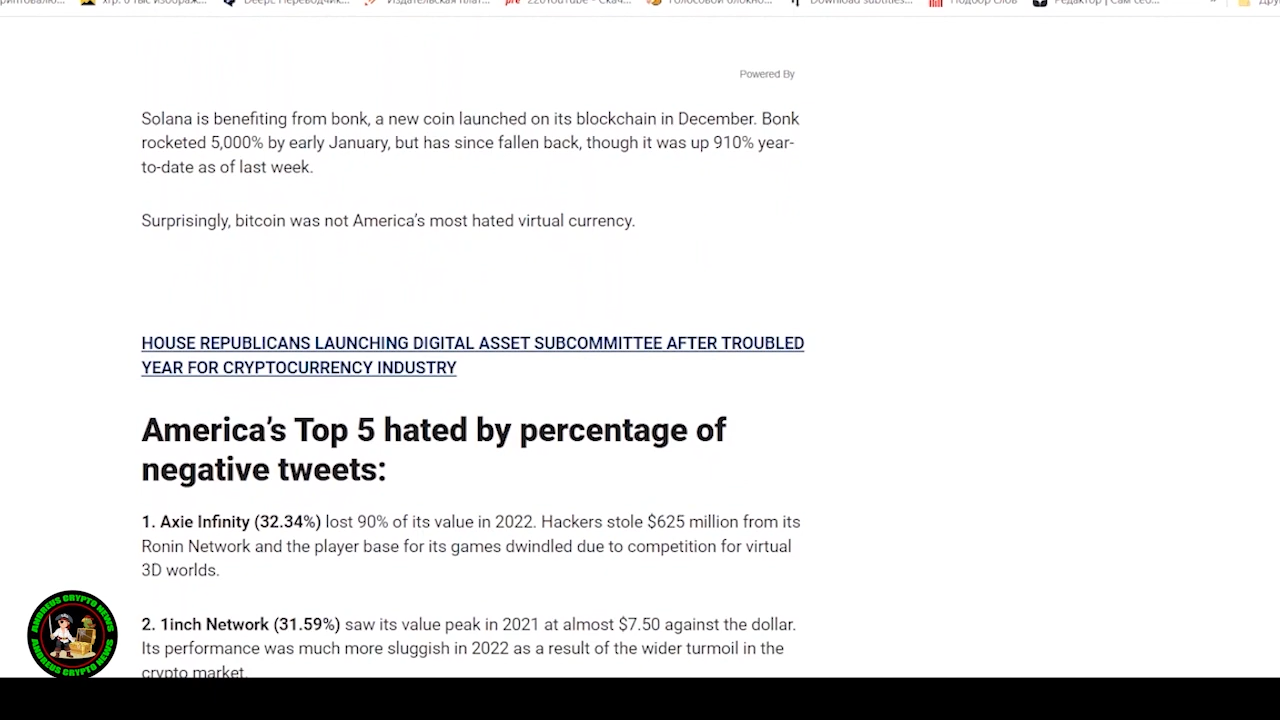 Powered By
Solana is benefiting from bonk, a new coin launched on its blockchain in December. Bonk
rocketed 5,000% by early January, but has since fallen back, though it was up 910% year-
to-date as of last week.
Surprisingly, bitcoin was not America’s most hated virtual currency.
HOUSE REPUBLICANS LAUNCHING DIGITAL ASSET SUBCOMMITTEE AFTER TROUBLED
YEAR FOR CRYPTOCURRENCY INDUSTRY
America’s Top 5 hated by percentage of
negative tweets:
1. Axie Infinity (32.34%) lost 90% of its value in 2022. Hackers stole $625 million from its
Ronin Network and the player base for its games dwindled due to competition for virtual
3D worlds.
2. 1inch Network (31.59%) saw its value peak in 2021 at almost $7.50 against the dollar.
Its performance was much more sluggish in 2022 as a result of the wider turmoil in the
crypto market.
ANDREUS CRYPTO NEWS
ANDREUS CRYPTO NEWS